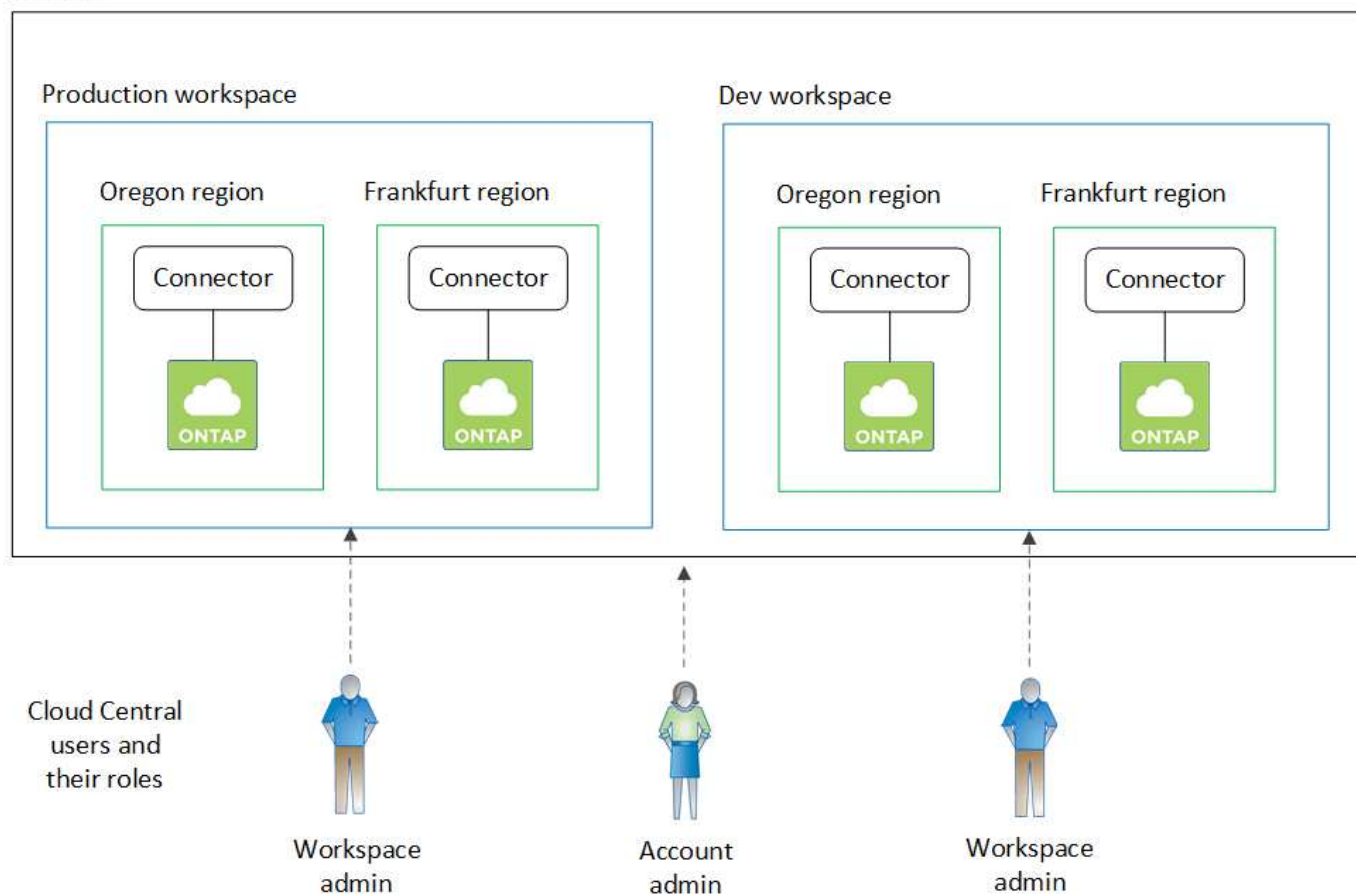 Production workspace
Dev workspace
Oregon region
Frankfurt region
Oregon region
Frankfurt region
Connector
Connector
Connector
Connector
ONTAP
ONTAP
ONTAP
ONTAP
Cloud Central
users and
their roles
Workspace
admin
Account
admin
Workspace
admin